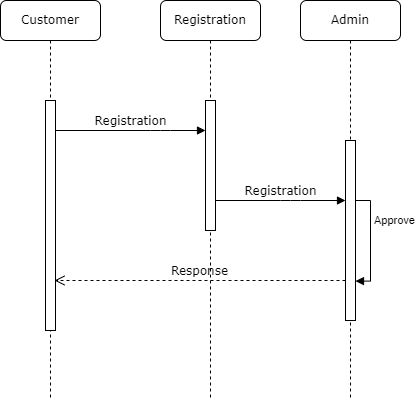 Customer
Registration
Admin
Registration
Registration
Approve
Response